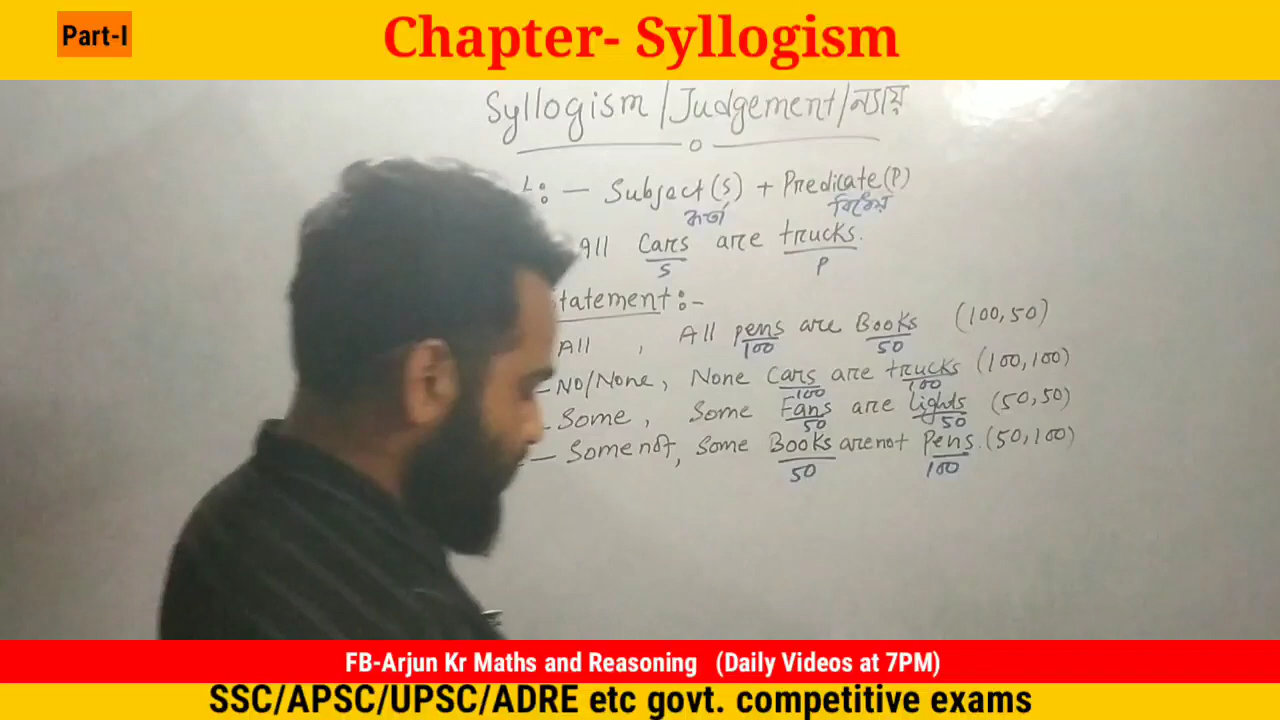 Part-I
Chapter- Syllogism
Syllogism/Judgement/ন্যায়
:- Subject(S) + Predicate(P)
কৰ্তা বিধেয়
All Cars are trucks.
S P
tatement:-
All , All pens are Books (100,50)
100 50
-No/None, None Cars are trucks (100,100)
100 100
-Some, Some Fans are lights (50,50)
50 50
-Some not, Some Books are not Pens. (50,100)
50 100
FB-Arjun Kr Maths and Reasoning (Daily Videos at 7PM)
SSC/APSC/UPSC/ADRE etc govt. competitive exams